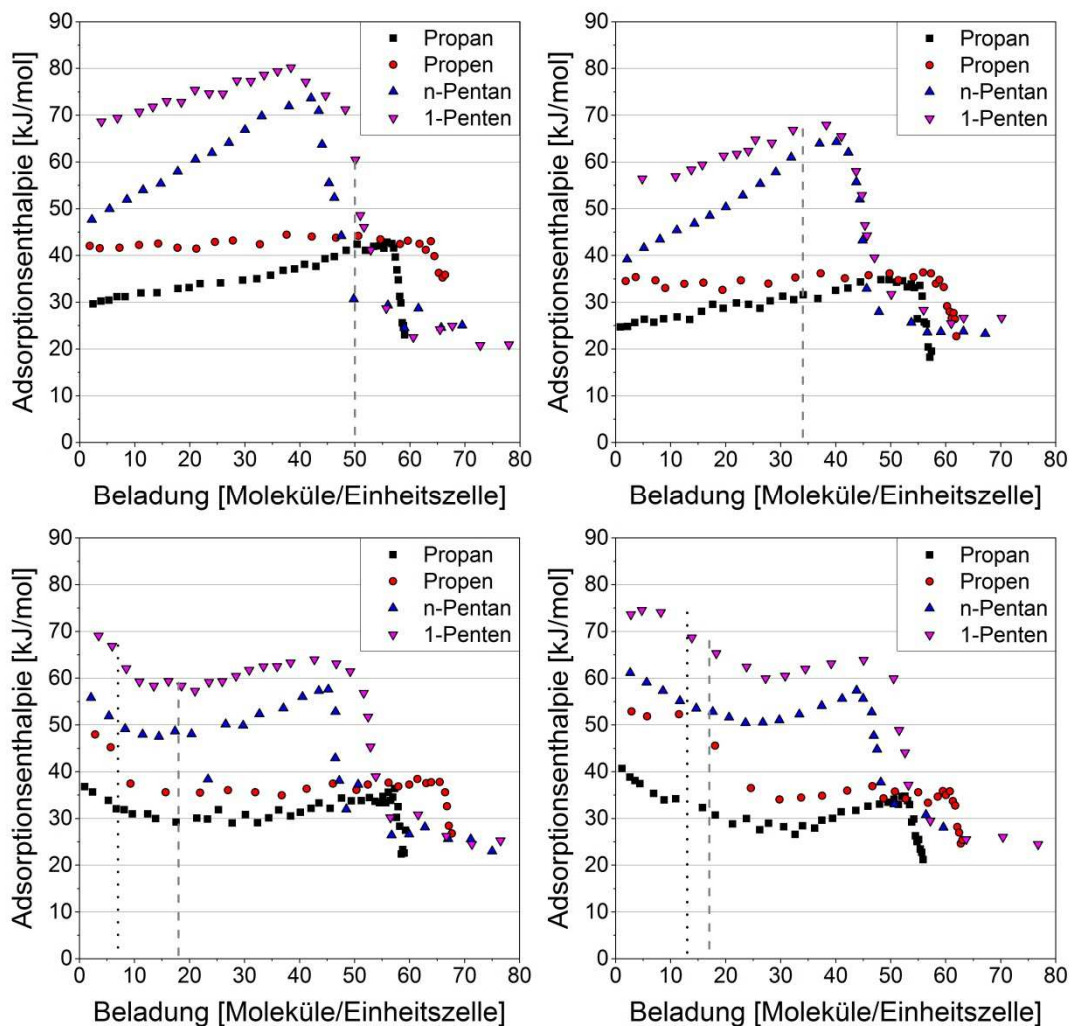 Adsorptionsenthalpie [kJ/mol]
90
80
70
60
50
40
30
20
10
0
Propan
Propen
n-Pentan
1-Penten
0 10 20 30 40 50 60 70 80
Beladung [Moleküle/Einheitszelle]
Adsorptionsenthalpie [kJ/mol]
90
80
70
60
50
40
30
20
10
0
Propan
Propen
n-Pentan
1-Penten
0 10 20 30 40 50 60 70 80
Beladung [Moleküle/Einheitszelle]
Adsorptionsenthalpie [kJ/mol]
90
80
70
60
50
40
30
20
10
0
Propan
Propen
n-Pentan
1-Penten
0 10 20 30 40 50 60 70 80
Beladung [Moleküle/Einheitszelle]
Adsorptionsenthalpie [kJ/mol]
90
80
70
60
50
40
30
20
10
0
Propan
Propen
n-Pentan
1-Penten
0 10 20 30 40 50 60 70 80
Beladung [Moleküle/Einheitszelle]